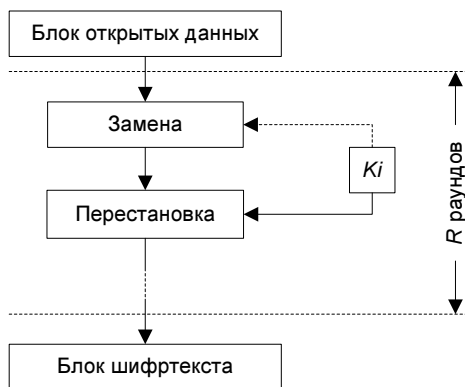 Блок открытых данных
Замена
Ki
Перестановка
R раундов
Блок шифртекста